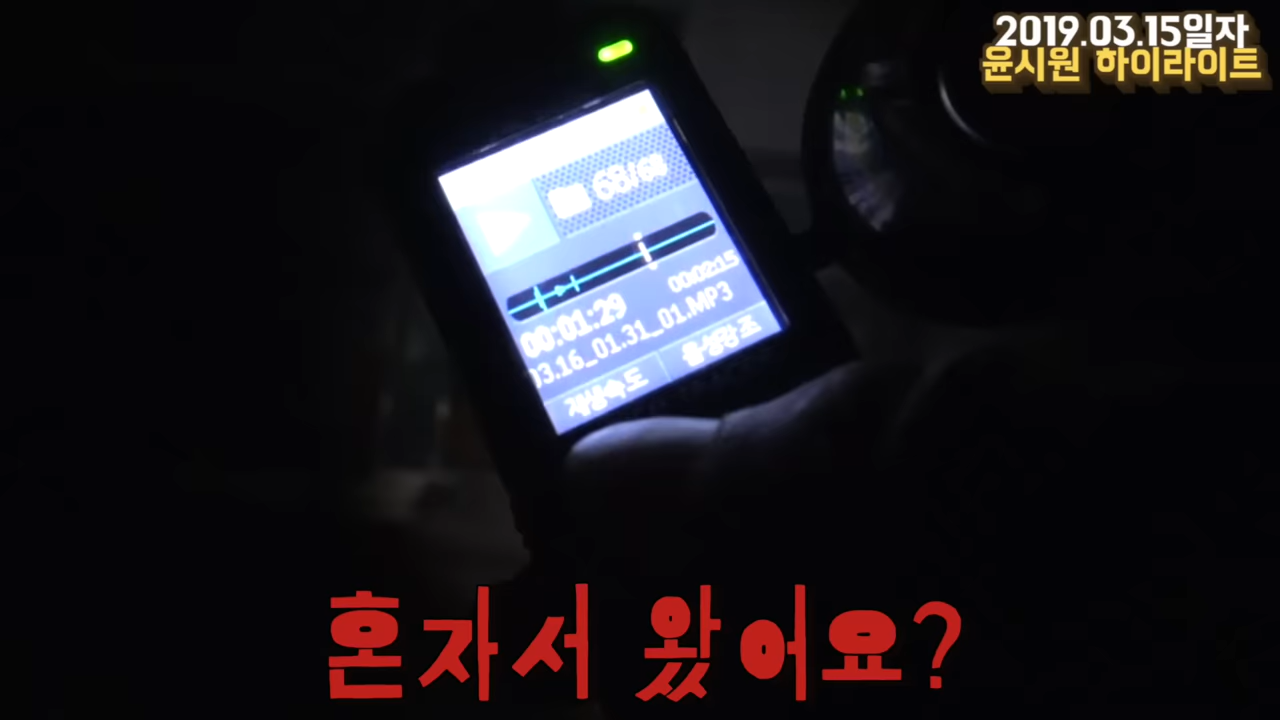 2019.03.15일자
윤시원 하이라이트
68/68
00:02:15
00:01:29
03.16_01.31_01.MP3
재생속도 음성강조
혼자서 왔어요?